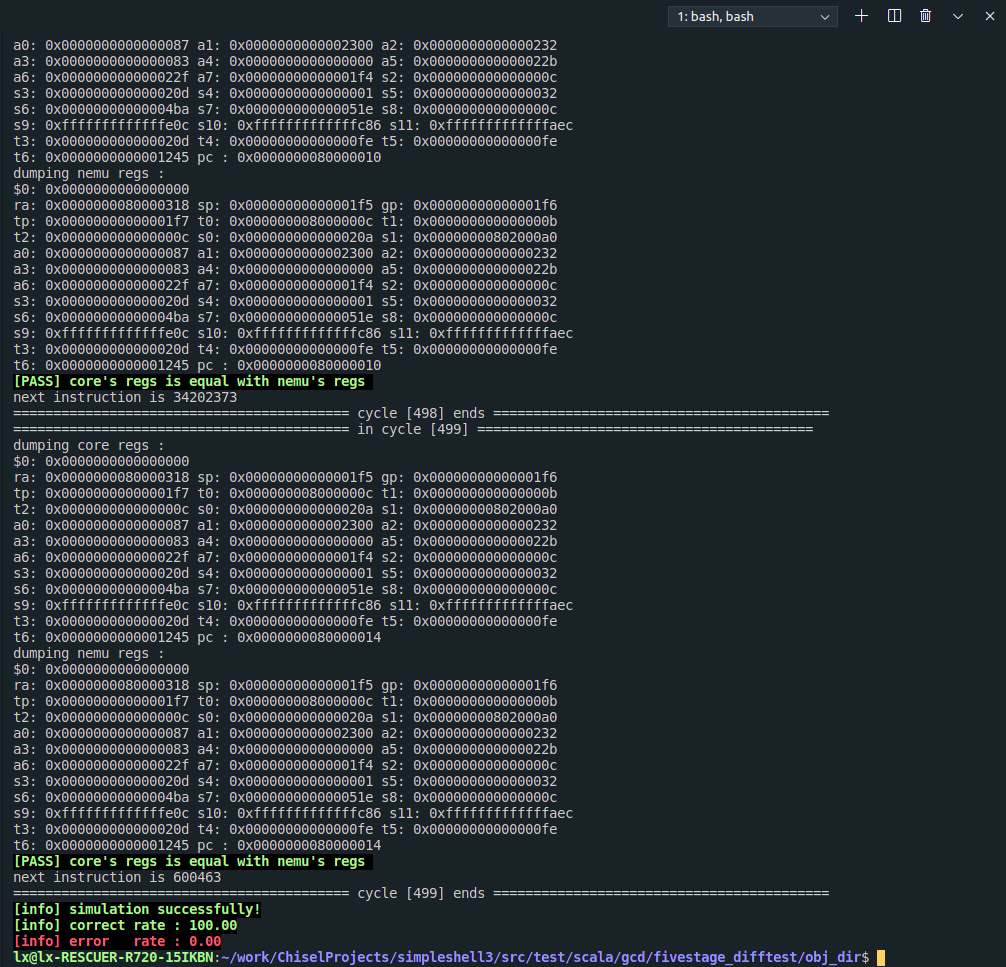 1: bash, bash
a0: 0x0000000000000087 a1: 0x0000000000002300 a2: 0x0000000000000232
a3: 0x0000000000000083 a4: 0x0000000000000000 a5: 0x000000000000022b
a6: 0x000000000000022f a7: 0x00000000000001f4 s2: 0x000000000000000c
s3: 0x000000000000020d s4: 0x0000000000000001 s5: 0x0000000000000032
s6: 0x00000000000004ba s7: 0x000000000000051e s8: 0x000000000000000c
s9: 0xfffffffffffffe0c s10: 0xfffffffffffffc86 s11: 0xfffffffffffffaec
t3: 0x000000000000020d t4: 0x00000000000000fe t5: 0x00000000000000fe
t6: 0x0000000000001245 pc : 0x0000000080000010
dumping nemu regs :
$0: 0x0000000000000000
ra: 0x0000000080000318 sp: 0x00000000000001f5 gp: 0x00000000000001f6
tp: 0x00000000000001f7 t0: 0x000000008000000c t1: 0x000000000000000b
t2: 0x000000000000000c s0: 0x000000000000020a s1: 0x00000000802000a0
a0: 0x0000000000000087 a1: 0x0000000000002300 a2: 0x0000000000000232
a3: 0x0000000000000083 a4: 0x0000000000000000 a5: 0x000000000000022b
a6: 0x000000000000022f a7: 0x00000000000001f4 s2: 0x000000000000000c
s3: 0x000000000000020d s4: 0x0000000000000001 s5: 0x0000000000000032
s6: 0x00000000000004ba s7: 0x000000000000051e s8: 0x000000000000000c
s9: 0xfffffffffffffe0c s10: 0xfffffffffffffc86 s11: 0xfffffffffffffaec
t3: 0x000000000000020d t4: 0x00000000000000fe t5: 0x00000000000000fe
t6: 0x0000000000001245 pc : 0x0000000080000010
[PASS] core's regs is equal with nemu's regs
next instruction is 34202373
========================================== cycle [498] ends ==========================================
========================================== in cycle [499] ==========================================
dumping core regs :
$0: 0x0000000000000000
ra: 0x0000000080000318 sp: 0x00000000000001f5 gp: 0x00000000000001f6
tp: 0x00000000000001f7 t0: 0x000000008000000c t1: 0x000000000000000b
t2: 0x000000000000000c s0: 0x000000000000020a s1: 0x00000000802000a0
a0: 0x0000000000000087 a1: 0x0000000000002300 a2: 0x0000000000000232
a3: 0x0000000000000083 a4: 0x0000000000000000 a5: 0x000000000000022b
a6: 0x000000000000022f a7: 0x00000000000001f4 s2: 0x000000000000000c
s3: 0x000000000000020d s4: 0x0000000000000001 s5: 0x0000000000000032
s6: 0x00000000000004ba s7: 0x000000000000051e s8: 0x000000000000000c
s9: 0xfffffffffffffe0c s10: 0xfffffffffffffc86 s11: 0xfffffffffffffaec
t3: 0x000000000000020d t4: 0x00000000000000fe t5: 0x00000000000000fe
t6: 0x0000000000001245 pc : 0x0000000080000014
dumping nemu regs :
$0: 0x0000000000000000
ra: 0x0000000080000318 sp: 0x00000000000001f5 gp: 0x00000000000001f6
tp: 0x00000000000001f7 t0: 0x000000008000000c t1: 0x000000000000000b
t2: 0x000000000000000c s0: 0x000000000000020a s1: 0x00000000802000a0
a0: 0x0000000000000087 a1: 0x0000000000002300 a2: 0x0000000000000232
a3: 0x0000000000000083 a4: 0x0000000000000000 a5: 0x000000000000022b
a6: 0x000000000000022f a7: 0x00000000000001f4 s2: 0x000000000000000c
s3: 0x000000000000020d s4: 0x0000000000000001 s5: 0x0000000000000032
s6: 0x00000000000004ba s7: 0x000000000000051e s8: 0x000000000000000c
s9: 0xfffffffffffffe0c s10: 0xfffffffffffffc86 s11: 0xfffffffffffffaec
t3: 0x000000000000020d t4: 0x00000000000000fe t5: 0x00000000000000fe
t6: 0x0000000000001245 pc : 0x0000000080000014
[PASS] core's regs is equal with nemu's regs
next instruction is 600463
========================================== cycle [499] ends ==========================================
[info] simulation successfully!
[info] correct rate : 100.00
[info] error   rate : 0.00
lx@lx-RESCUER-R720-15IKBN:~/work/ChiselProjects/simpleshell3/src/test/scala/gcd/fivestage_difftest/obj_dir$